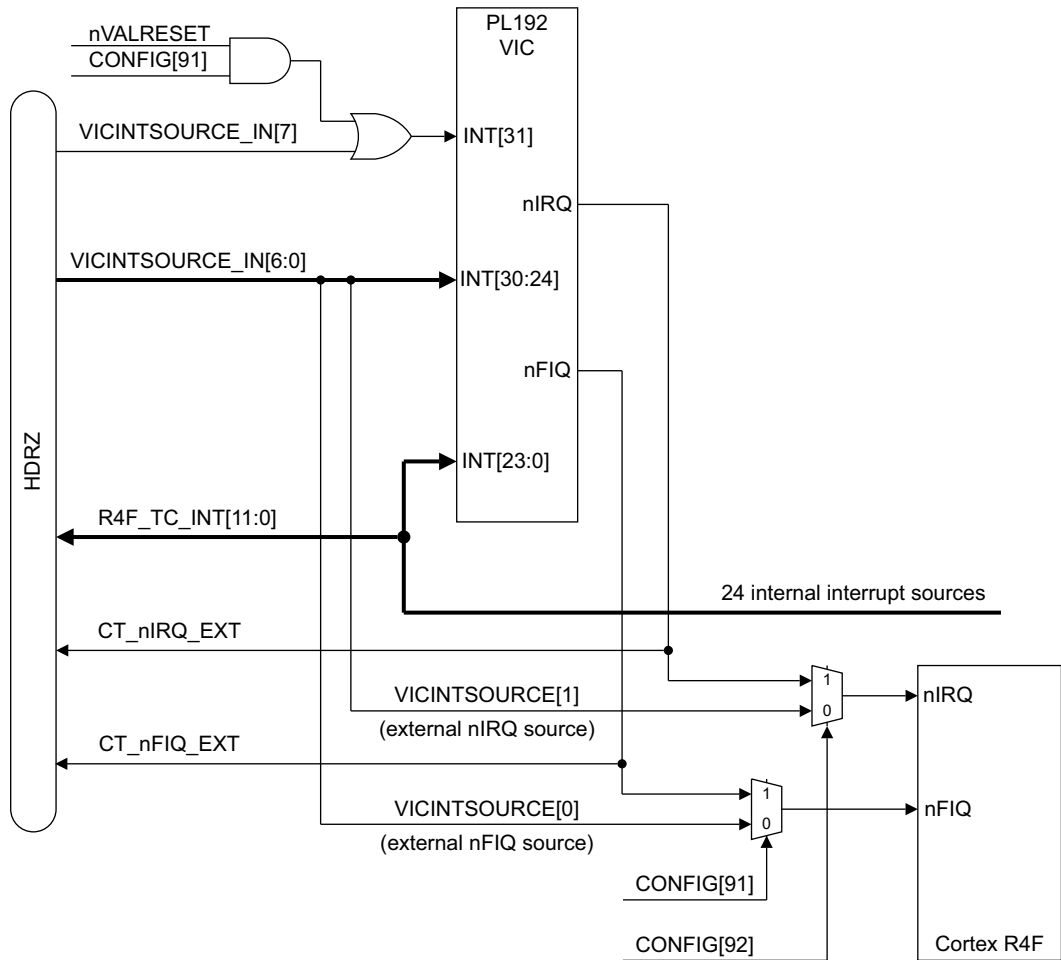 nVALRESET
CONFIG[91]
PL192
VIC
VICINTSOURCE_IN[7]
INT[31]
nIRQ
VICINTSOURCE_IN[6:0]
INT[30:24]
nFIQ
HDRZ
INT[23:0]
R4F_TC_INT[11:0]
24 internal interrupt sources
CT_nIRQ_EXT
1
0
nIRQ
VICINTSOURCE[1]
(external nIRQ source)
CT_nFIQ_EXT
1
0
nFIQ
VICINTSOURCE[0]
(external nFIQ source)
CONFIG[91]
CONFIG[92]
Cortex R4F